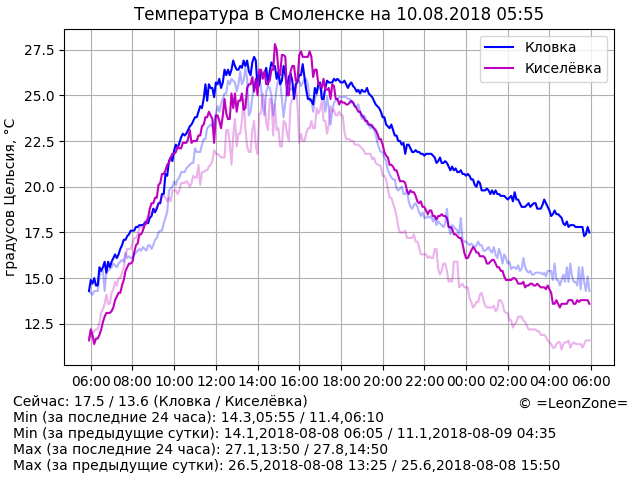 Температура в Смоленске на 10.08.2018 05:55
27.5
25.0
22.5
20.0
17.5
15.0
12.5
градусов Цельсия, °C
Кловка
Киселёвка
06:00 08:00 10:00 12:00 14:00 16:00 18:00 20:00 22:00 00:00 02:00 04:00 06:00
Сейчас: 17.5 / 13.6 (Кловка / Киселёвка)
© =LeonZone=
Min (за последние 24 часа): 14.3,05:55 / 11.4,06:10
Min (за предыдущие сутки): 14.1,2018-08-08 06:05 / 11.1,2018-08-09 04:35
Max (за последние 24 часа): 27.1,13:50 / 27.8,14:50
Max (за предыдущие сутки): 26.5,2018-08-08 13:25 / 25.6,2018-08-08 15:50